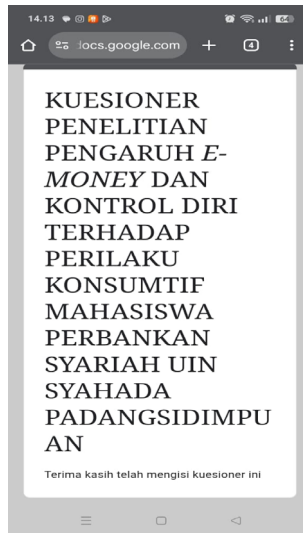 14.13
64
docs.google.com
4
KUESIONER
PENELITIAN
PENGARUH E-
MONEY DAN
KONTROL DIRI
TERHADAP
PERILAKU
KONSUMTIF
MAHASISWA
PERBANKAN
SYARIAH UIN
SYAHADA
PADANGSIDIMPU
AN
Terima kasih telah mengisi kuesioner ini